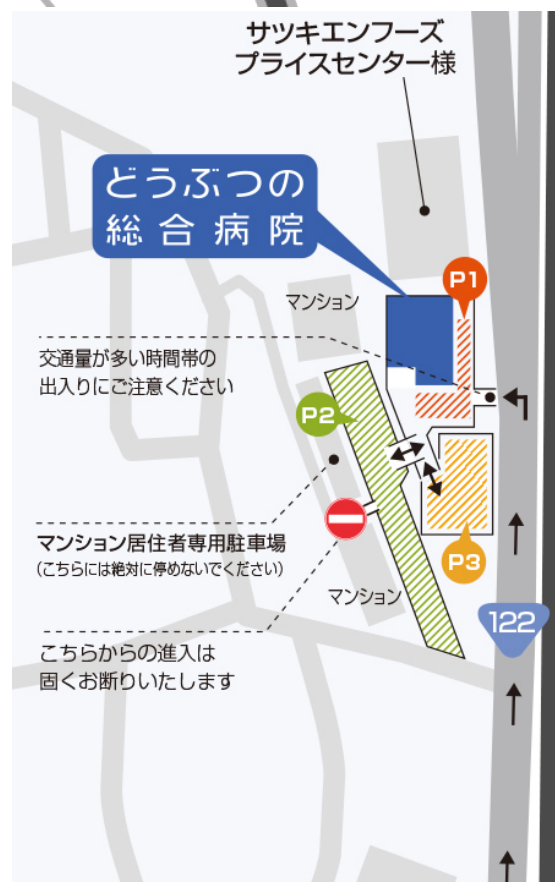 サツキエンフーズ
プライスセンター様
どうぶつの
総合病院
P1
マンション
交通量が多い時間帯の
出入りにご注意ください
P2
マンション居住者専用駐車場
(こちらには絶対に停めないでください)
P3
マンション
122
こちらからの進入は
固くお断りいたします